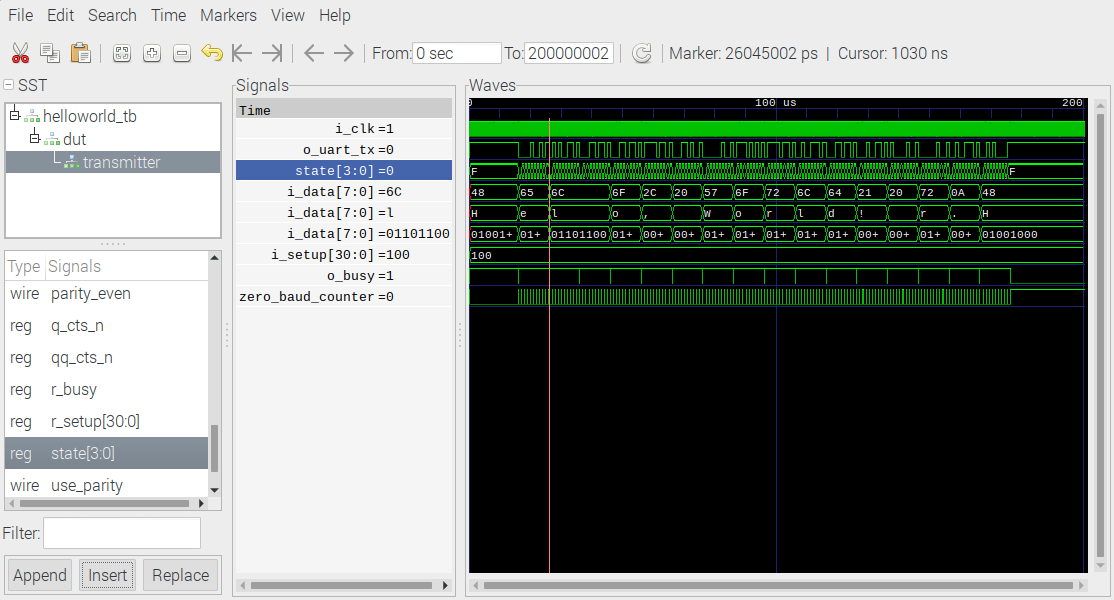 File Edit Search Time Markers View Help
From: 0 sec To: 200000002 Marker: 26045002 ps | Cursor: 1030 ns
SST
helloworld_tb
dut
transmitter
Type Signals
wire parity_even
reg q_cts_n
reg qq_cts_n
reg r_busy
reg r_setup[30:0]
reg state[3:0]
wire use_parity
Filter:
Append Insert Replace
Signals
Time
i_clk =1
o_uart_tx =0
state[3:0] =0
i_data[7:0] =6C
i_data[7:0] =l
i_data[7:0] =01101100
i_setup[30:0] =100
o_busy =1
zero_baud_counter =0
Waves
0 100 us 200
F F
48 65 6C 6F 2C 20 57 6F 72 6C 64 21 20 72 0A 48
H e l o , W o r l d ! r . H
01001+ 01+ 01101100 01+ 00+ 00+ 01+ 01+ 01+ 01+ 01+ 00+ 00+ 01+ 00+ 01001000
100